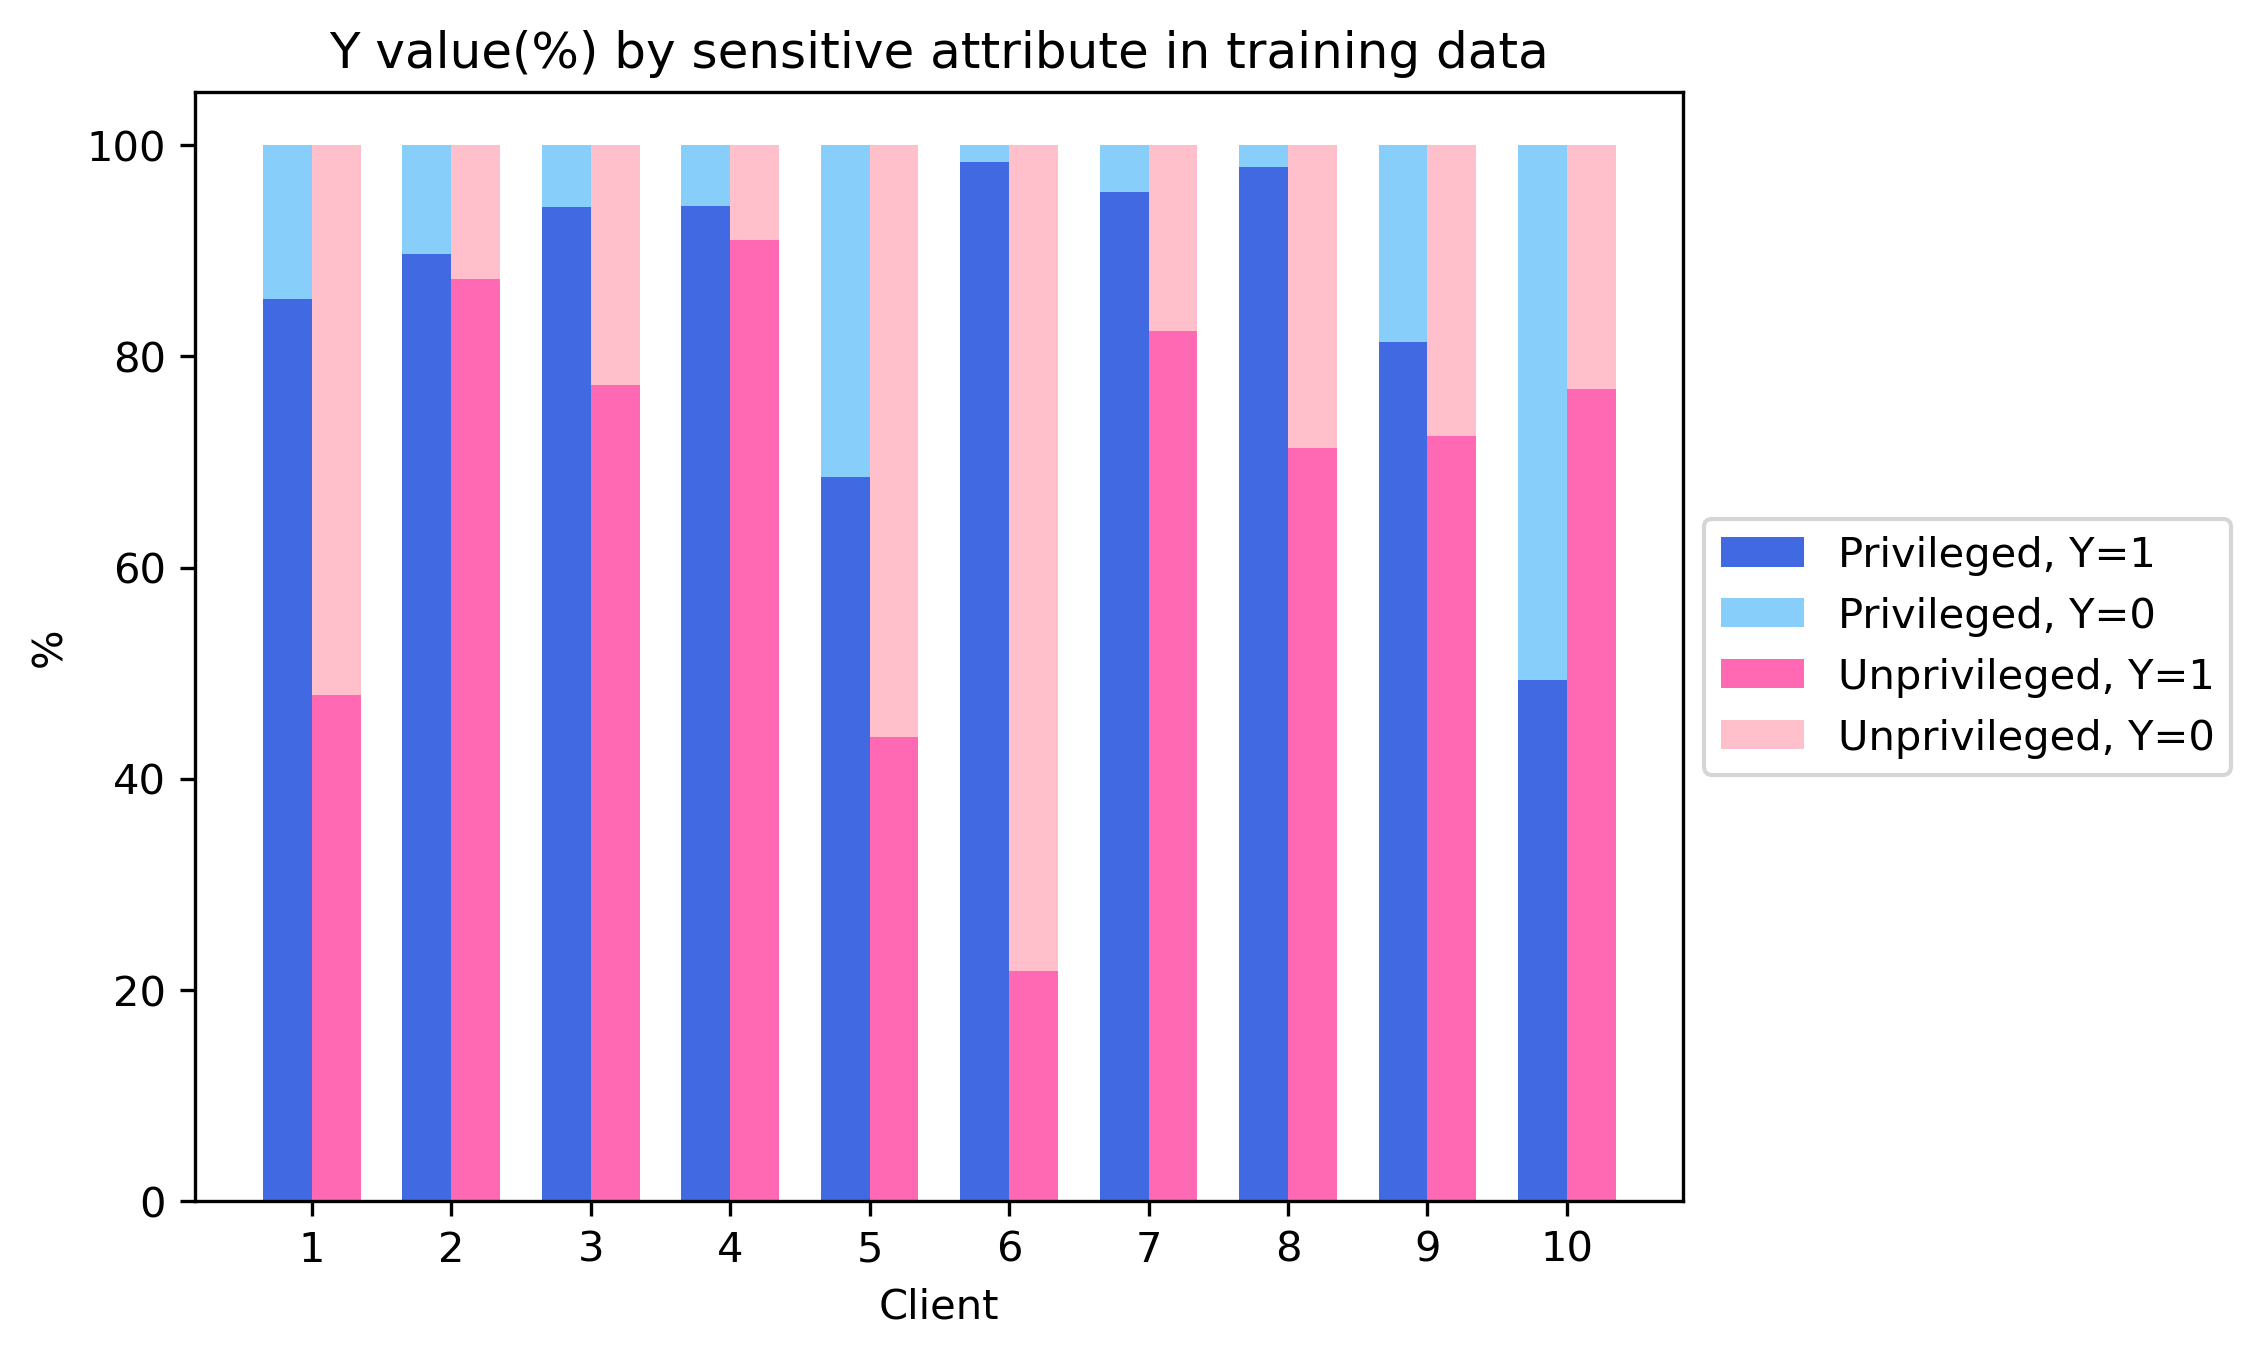 Y value(%) by sensitive attribute in training data
100
80
60
40
20
0
%
1 2 3 4 5 6 7 8 9 10
Client
Privileged, Y=1
Privileged, Y=0
Unprivileged, Y=1
Unprivileged, Y=0